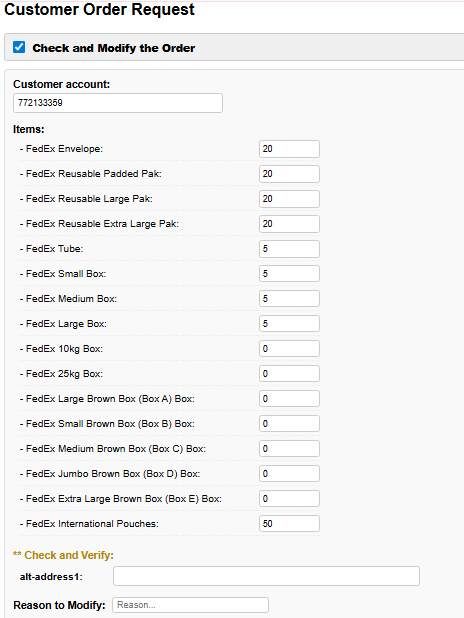 Customer Order Request
Check and Modify the Order
Customer account:
772133359
Items:
- FedEx Envelope: 20
- FedEx Reusable Padded Pak: 20
- FedEx Reusable Large Pak: 20
- FedEx Reusable Extra Large Pak: 20
- FedEx Tube: 5
- FedEx Small Box: 5
- FedEx Medium Box: 5
- FedEx Large Box: 5
- FedEx 10kg Box: 0
- FedEx 25kg Box: 0
- FedEx Large Brown Box (Box A) Box: 0
- FedEx Small Brown Box (Box B) Box: 0
- FedEx Medium Brown Box (Box C) Box: 0
- FedEx Jumbo Brown Box (Box D) Box: 0
- FedEx Extra Large Brown Box (Box E) Box: 0
- FedEx International Pouches: 50
** Check and Verify:
alt-address1:
Reason to Modify: Reason...